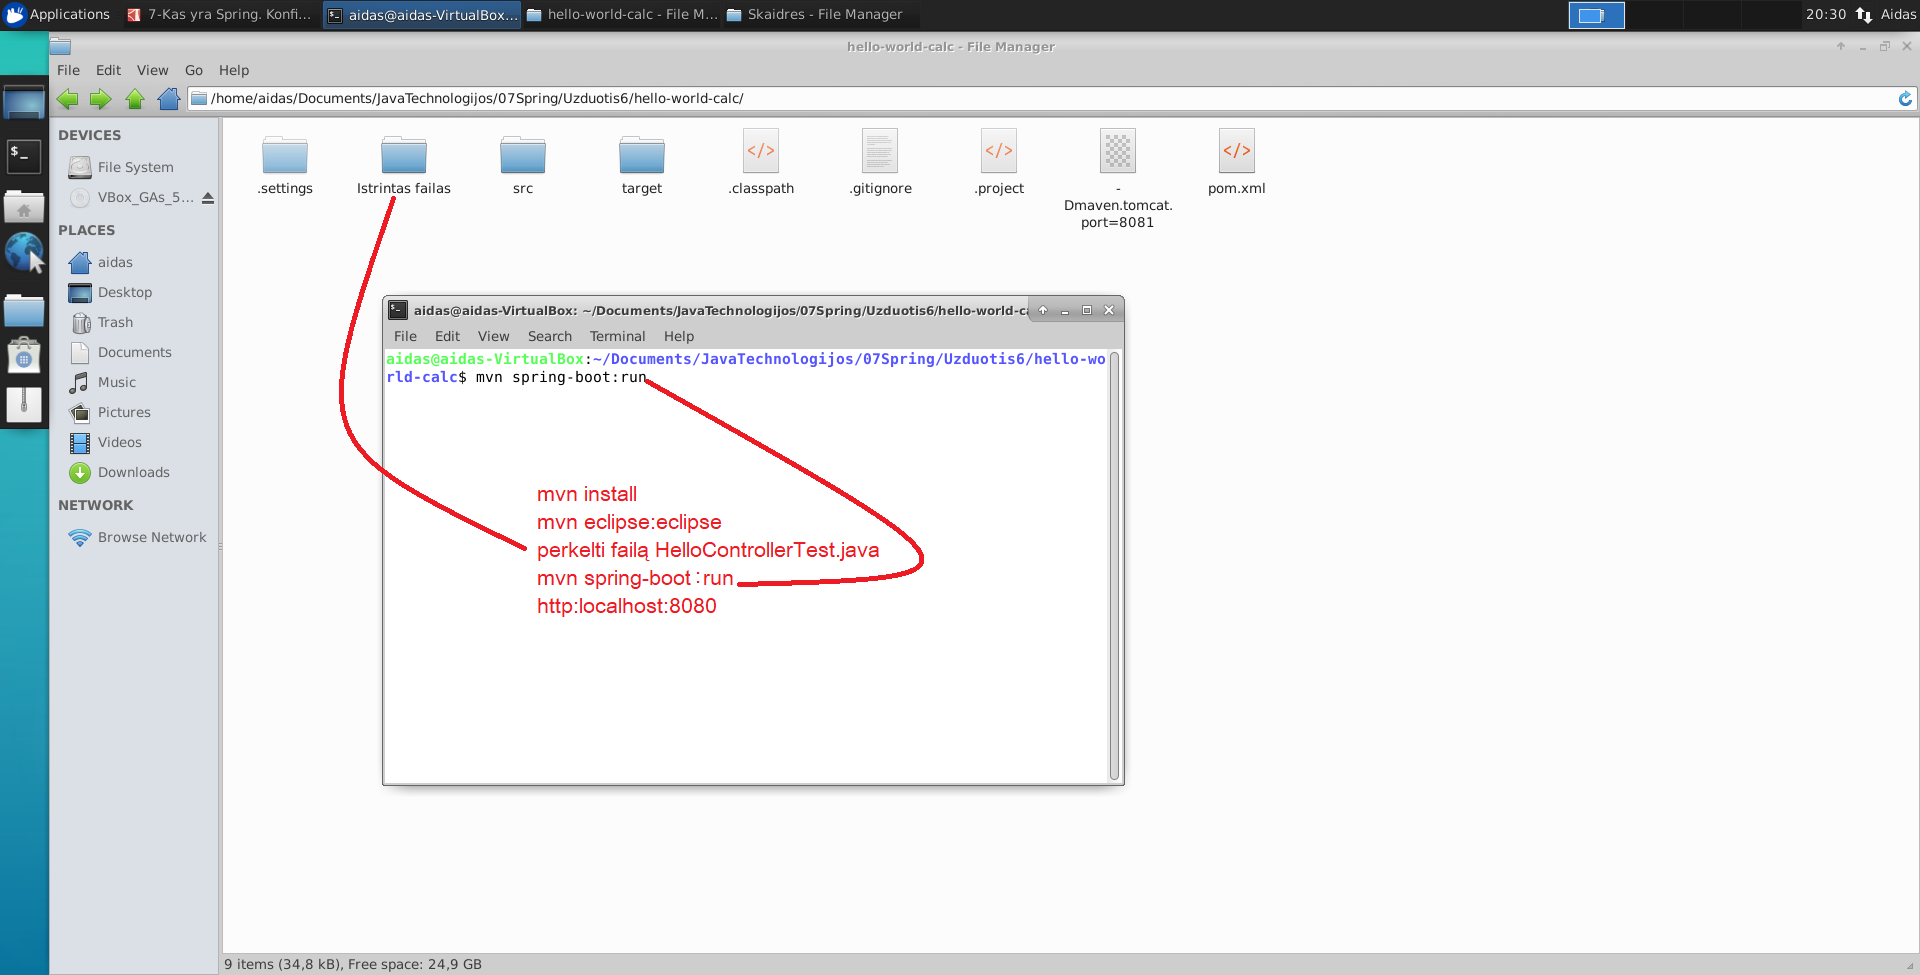 Applications
7-Kas yra Spring. Konfi...
aidas@aidas-VirtualBox...
hello-world-calc - File M...
Skaidres - File Manager
20:30
Aidas
hello-world-calc - File Manager
File Edit View Go Help
/home/aidas/Documents/JavaTechnologijos/07Spring/Uzduotis6/hello-world-calc/
DEVICES
File System
VBox_GAs_5...
PLACES
aidas
Desktop
Trash
Documents
Music
Pictures
Videos
Downloads
NETWORK
Browse Network
.settings
Istrintas failas
src
target
.classpath
.gitignore
.project
-
Dmaven.tomcat.
port=8081
pom.xml
aidas@aidas-VirtualBox: ~/Documents/JavaTechnologijos/07Spring/Uzduotis6/hello-world-ca
File Edit View Search Terminal Help
aidas@aidas-VirtualBox:~/Documents/JavaTechnologijos/07Spring/Uzduotis6/hello-wo
rld-calc$ mvn spring-boot:run
mvn install
mvn eclipse:eclipse
perkelti failą HelloControllerTest.java
mvn spring-boot:run
http:localhost:8080
9 items (34,8 kB), Free space: 24,9 GB